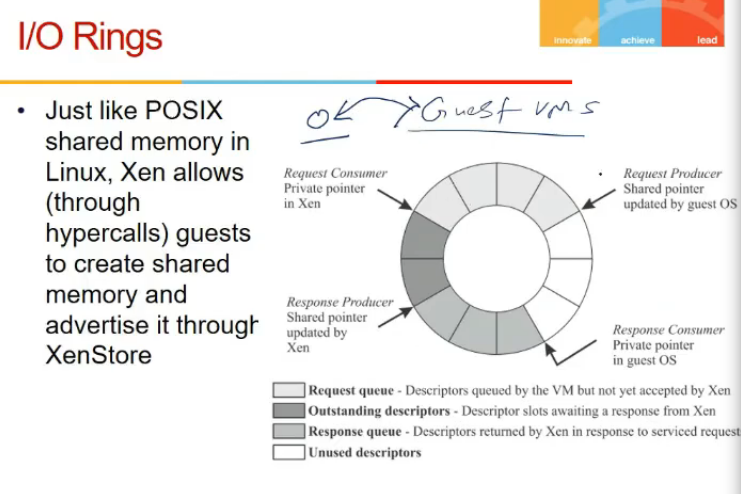 I/O Rings
innovate achieve lead
• Just like POSIX
shared memory in
Linux, Xen allows
(through
hypercalls) guests
to create shared
memory and
advertise it through
XenStore
0 Guest VMs
Request Consumer
Private pointer
in Xen
Request Producer
Shared pointer
updated by guest OS
Response Producer
Shared pointer
updated by
Xen
Response Consumer
Private pointer
in guest OS
Request queue - Descriptors queued by the VM but not yet accepted by Xen
Outstanding descriptors - Descriptor slots awaiting a response from Xen
Response queue - Descriptors returned by Xen in response to serviced request
Unused descriptors